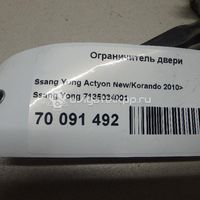 Ограничитель двери
Ssang Yong Actyon New/Korando 2010>
Ssang Yong 7135034001
70 091 492